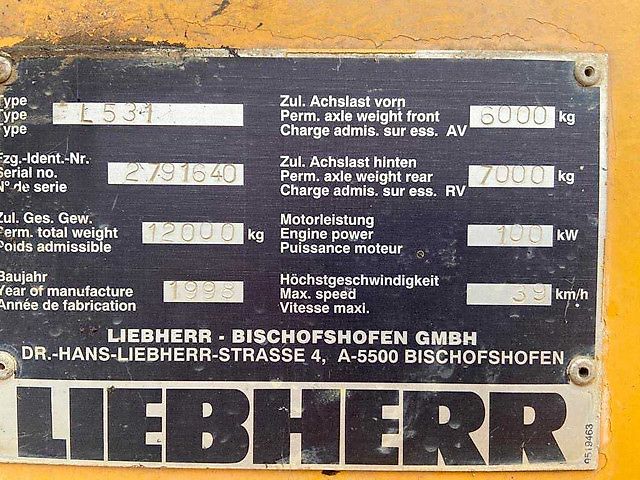 Type
Type L531
Type
Zul. Achslast vorn
Perm. axle weight front 6000 kg
Charge admis. sur ess. AV
Fzg.-Ident.-Nr.
Serial no. 2791640
N° de serie
Zul. Achslast hinten
Perm. axle weight rear 7000 kg
Charge admis. sur ess. RV
Zul. Ges. Gew.
Perm. total weight 12000 kg
Poids admissible
Motorleistung
Engine power 100 kW
Puissance moteur
Baujahr
Year of manufacture 1998
Année de fabrication
Höchstgeschwindigkeit
Max. speed 39 km/h
Vitesse maxi.
LIEBHERR - BISCHOFSHOFEN GMBH
DR.-HANS-LIEBHERR-STRASSE 4, A-5500 BISCHOFSHOFEN
LIEBHERR
9519463